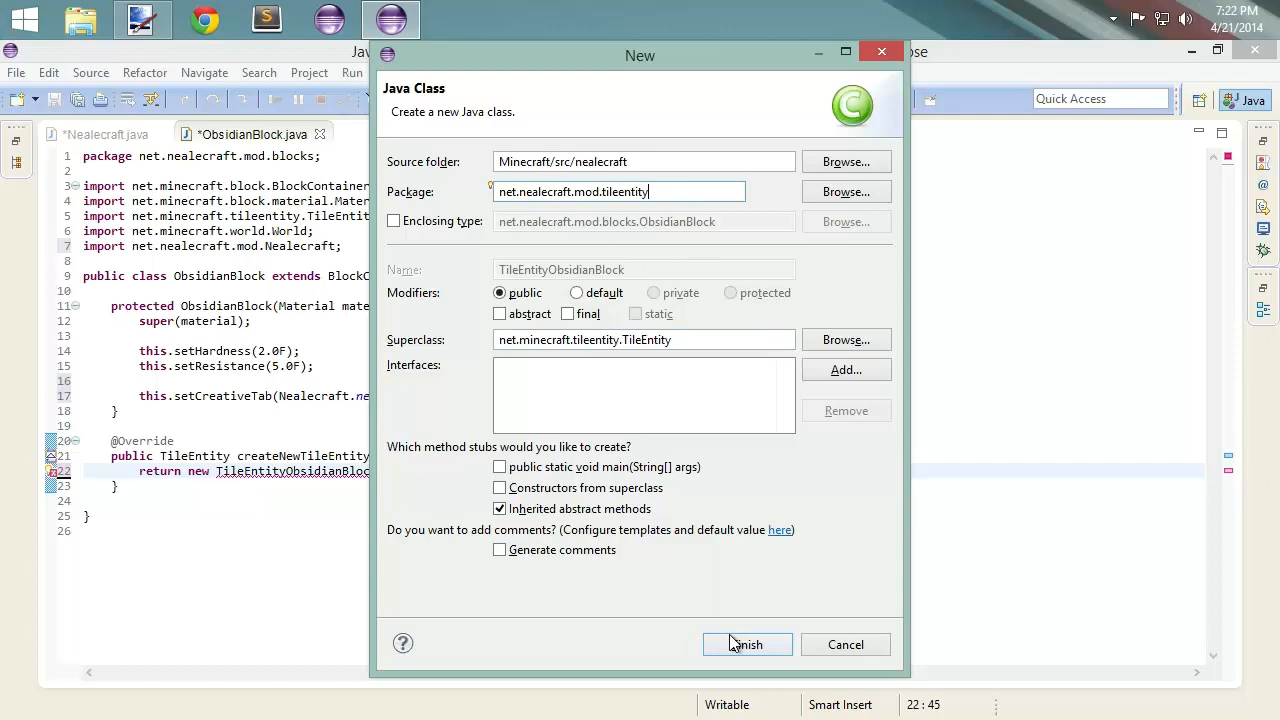 7:22 PM
4/21/2014
New
File Edit Source Refactor Navigate Search Project Run
Quick Access
Java
*Nealecraft.java
*ObsidianBlock.java
1 package net.nealecraft.mod.blocks;
2
3 import net.minecraft.block.BlockContainer
4 import net.minecraft.block.material.Mater
5 import net.minecraft.tileentity.TileEntit
6 import net.minecraft.world.World;
7 import net.nealecraft.mod.Nealecraft;
8
9 public class ObsidianBlock extends BlockC
10
11 protected ObsidianBlock(Material mate
12 super(material);
13
14 this.setHardness(2.0F);
15 this.setResistance(5.0F);
16
17 this.setCreativeTab(Nealecraft.ne
18 }
19
20 @Override
21 public TileEntity createNewTileEntity
22 return new TileEntityObsidianBloc
23 }
24
25 }
26
Java Class
Create a new Java class.
C
Source folder: Minecraft/src/nealecraft Browse...
Package: net.nealecraft.mod.tileentity Browse...
Enclosing type: net.nealecraft.mod.blocks.ObsidianBlock Browse...
Name: TileEntityObsidianBlock
Modifiers: public default private protected
abstract final static
Superclass: net.minecraft.tileentity.TileEntity Browse...
Interfaces: Add...
Remove
Which method stubs would you like to create?
public static void main(String[] args)
Constructors from superclass
Inherited abstract methods
Do you want to add comments? (Configure templates and default value here)
Generate comments
? Finish Cancel
Writable Smart Insert 22 : 45